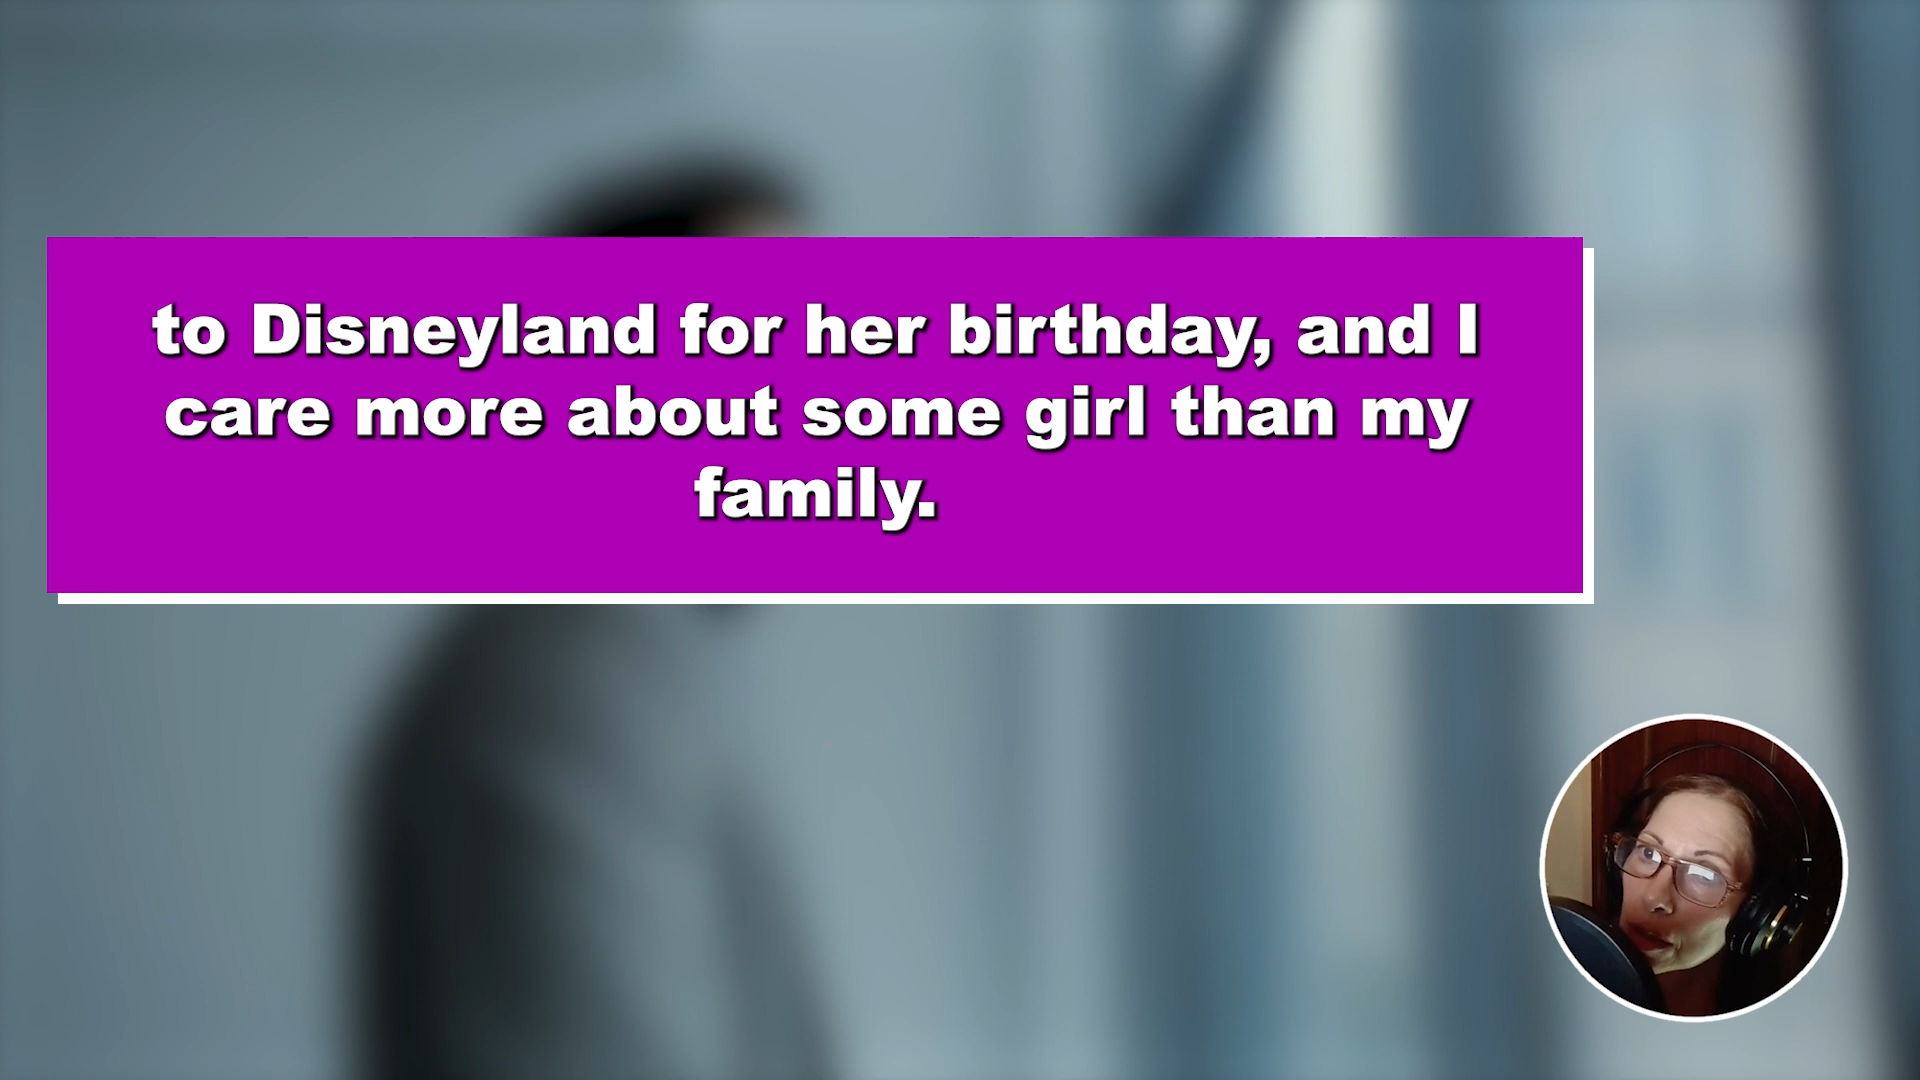 to Disneyland for her birthday, and I
care more about some girl than my
family.